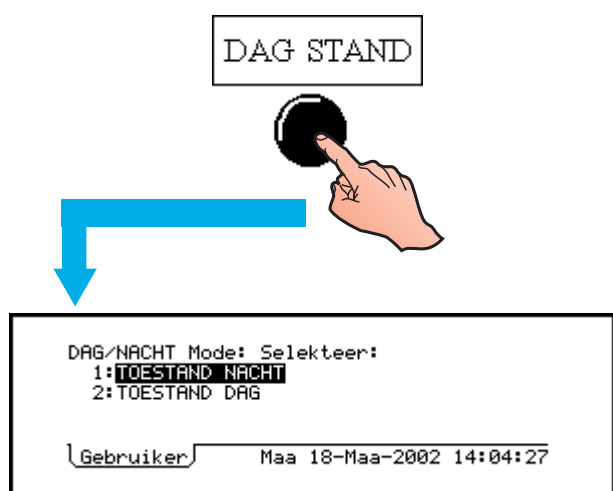 DAG STAND
DAG/NACHT Mode: Selekteer:
1:TOESTAND NACHT
2:TOESTAND DAG
Gebruiker Maa 18-Maa-2002 14:04:27